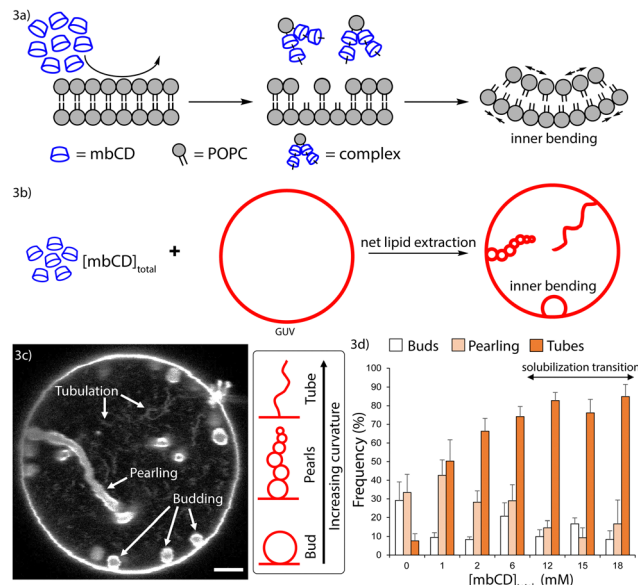 3a)
= mbCD
= POPC
= complex
inner bending
3b)
[mbCD]total
+
GUV
net lipid extraction
inner bending
3c)
Tubulation
Pearling
Budding
Tube
Pearls
Bud
Increasing curvature
3d)
Buds
Pearling
Tubes
solubilization transition
Frequency (%)
100
90
80
70
60
50
40
30
20
10
0
0 1 2 6 12 15 18
[mbCD] (mM)